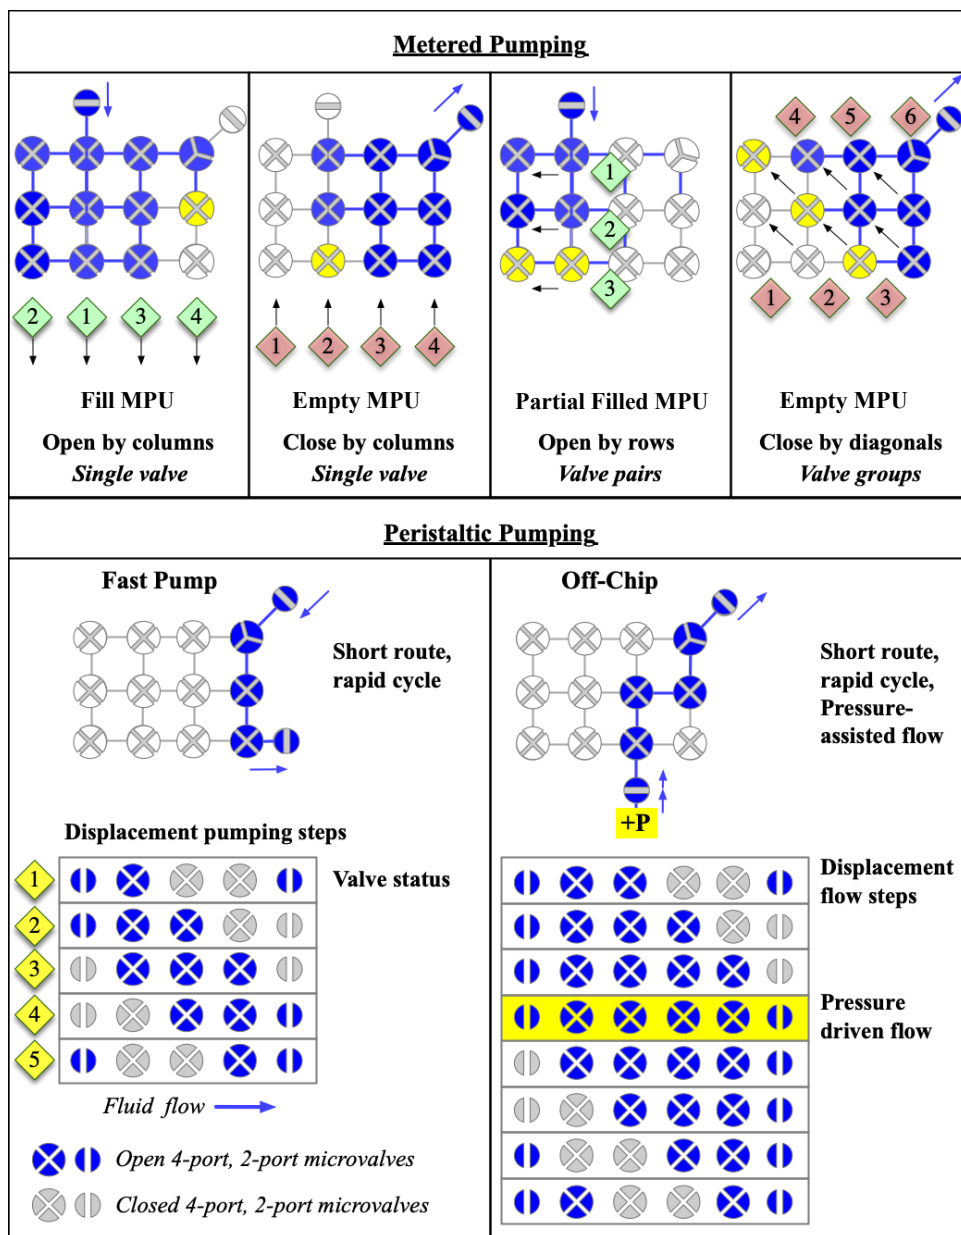 Metered Pumping
2 1 3 4
Fill MPU
Open by columns
Single valve
1 2 3 4
Empty MPU
Close by columns
Single valve
1
2
3
Partial Filled MPU
Open by rows
Valve pairs
4 5 6
1 2 3
Empty MPU
Close by diagonals
Valve groups
Peristaltic Pumping
Fast Pump
Short route,
rapid cycle
Displacement pumping steps
Valve status
1
2
3
4
5
Fluid flow
Open 4-port, 2-port microvalves
Closed 4-port, 2-port microvalves
Off-Chip
Short route,
rapid cycle,
Pressure-
assisted flow
+P
Displacement
flow steps
Pressure
driven flow